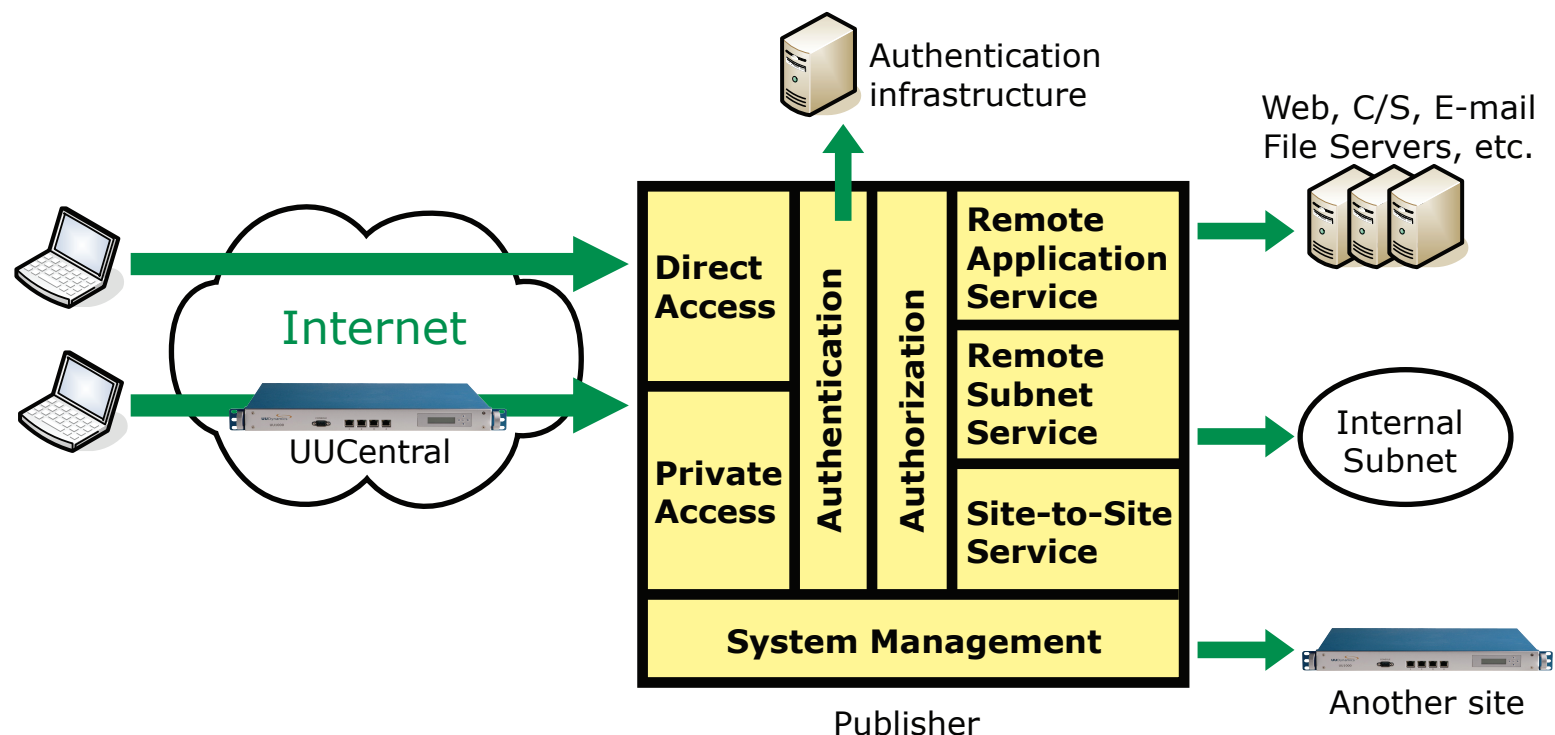 Authentication
infrastructure
Web, C/S, E-mail
File Servers, etc.
Internet
UUCentral
Direct
Access
Private
Access
Authentication
Authorization
Remote
Application
Service
Remote
Subnet
Service
Site-to-Site
Service
System Management
Internal
Subnet
Another site
Publisher